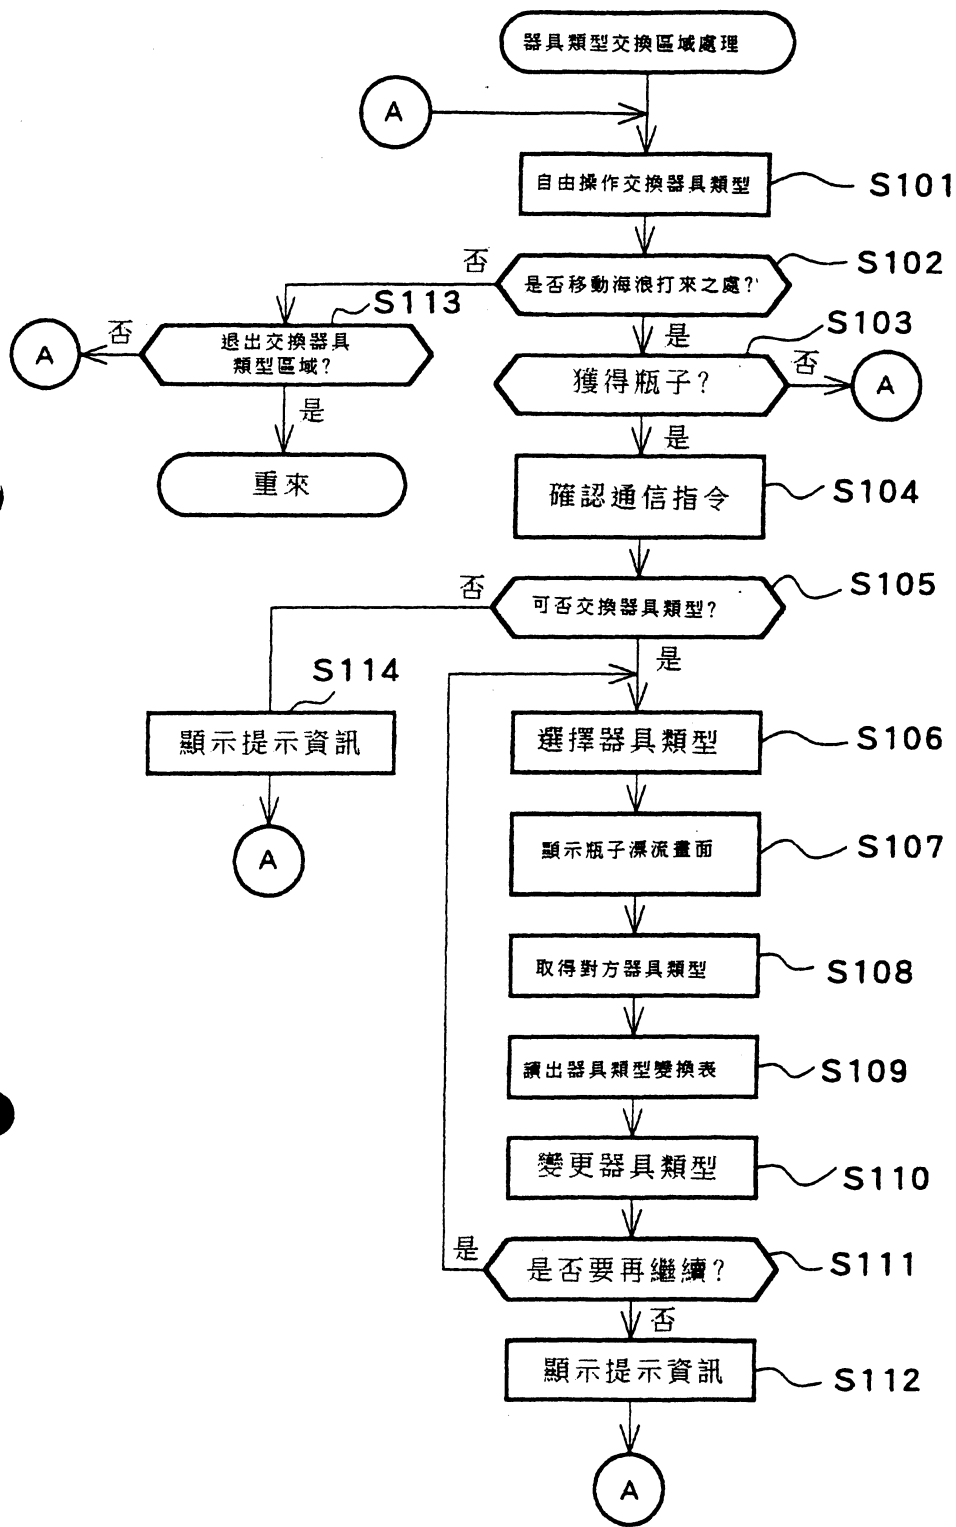 器具類型交換區域處理
A
自由操作交換器具類型
S101
否
是否移動海浪打來之處?
S102
S113
是
S103
A
否
退出交換器具
類型區域?
獲得瓶子?
否
A
是
是
重來
確認通信指令
S104
否
可否交換器具類型?
S105
是
S114
顯示提示資訊
選擇器具類型
S106
A
顯示瓶子漂流畫面
S107
取得對方器具類型
S108
讀出器具類型變換表
S109
變更器具類型
S110
是
是否要再繼續?
S111
否
顯示提示資訊
S112
A